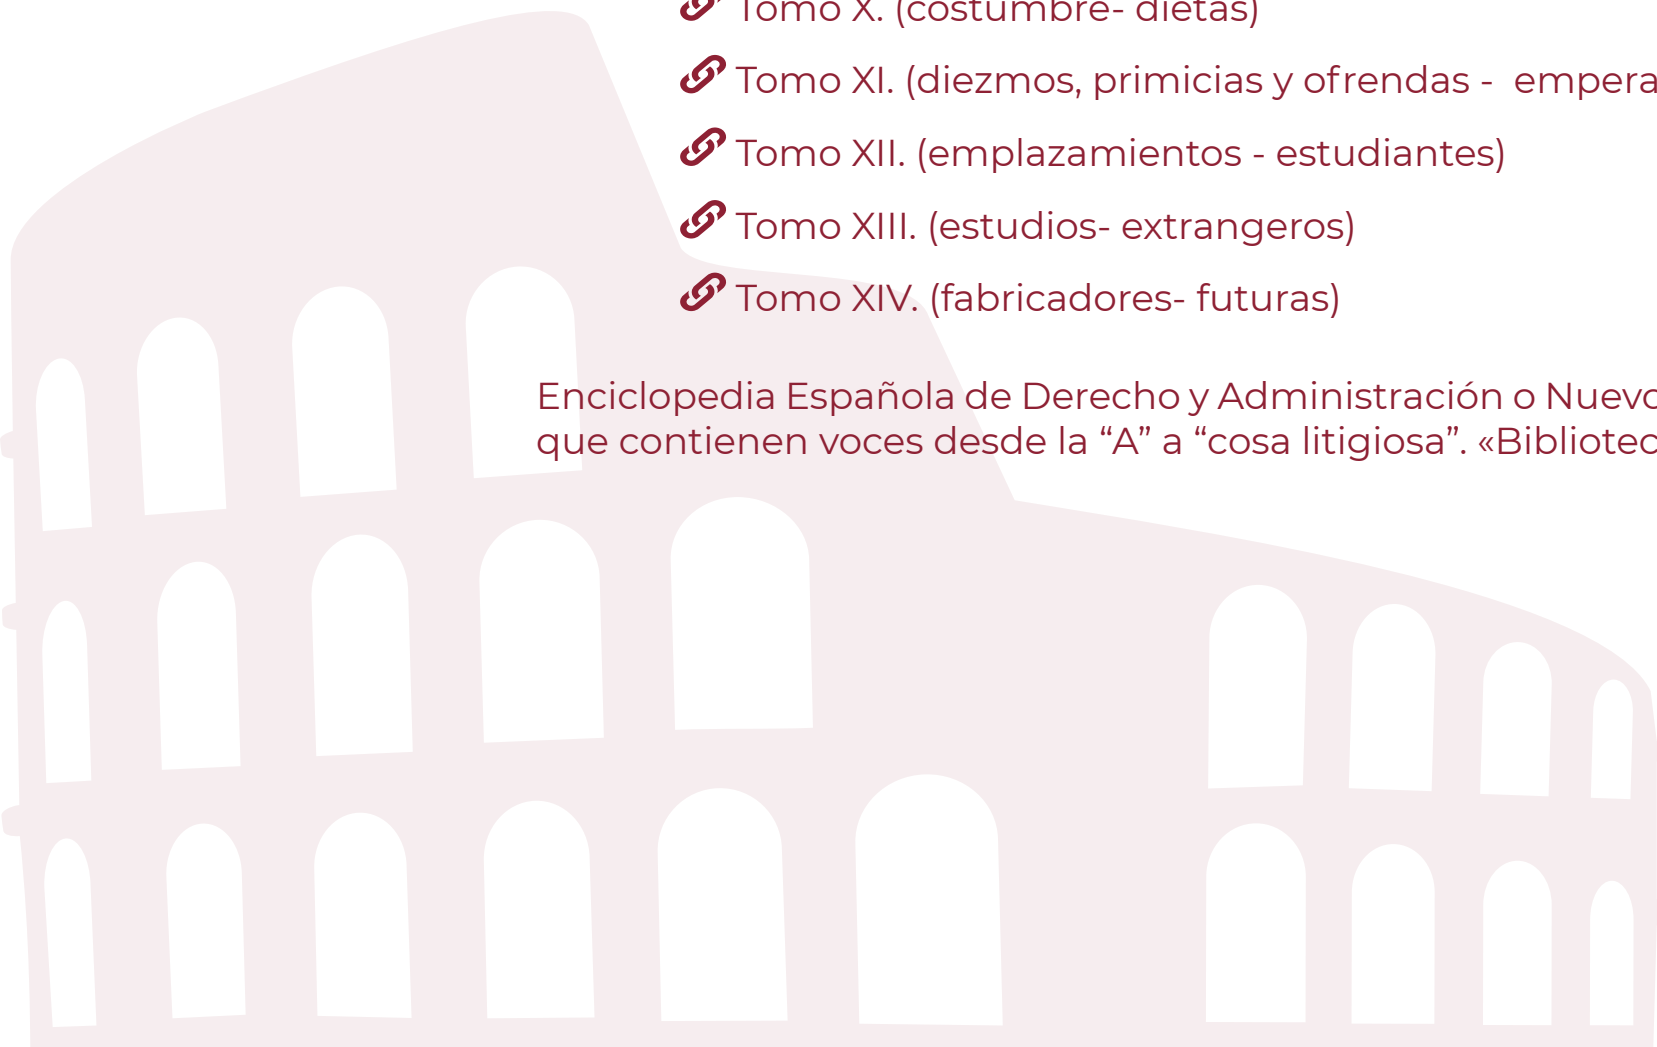 Tomo X. (costumbre- dietas)
Tomo XI. (diezmos, primicias y ofrendas - empera
Tomo XII. (emplazamientos - estudiantes)
Tomo XIII. (estudios- extrangeros)
Tomo XIV. (fabricadores- futuras)
Enciclopedia Española de Derecho y Administración o Nuevo
que contienen voces desde la “A” a “cosa litigiosa”. «Bibliotec